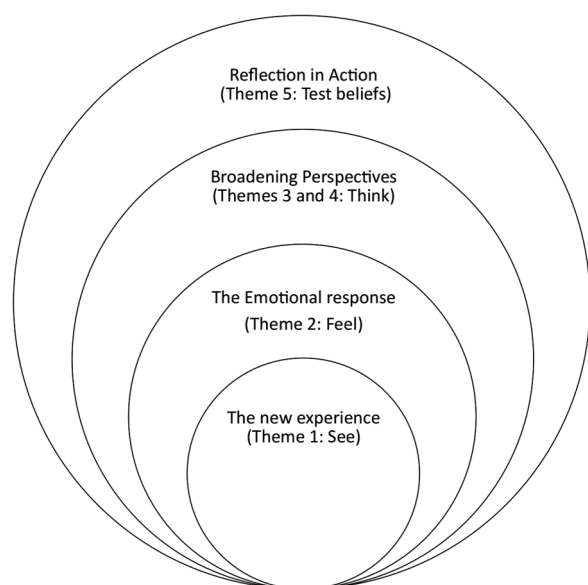 Reflection in Action
(Theme 5: Test beliefs)
Broadening Perspectives
(Themes 3 and 4: Think)
The Emotional response
(Theme 2: Feel)
The new experience
(Theme 1: See)